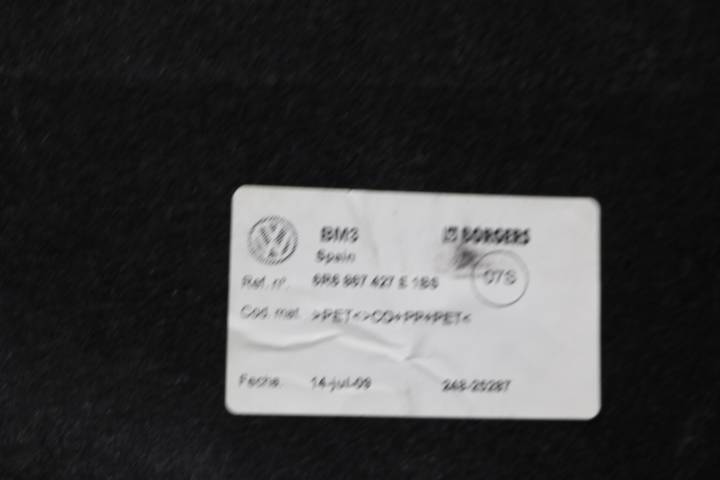 BM3 BORGERS
Spain
07S
Ref. nº. 6R6 867 427 E 1BS
Cod. mat. >PET<>CO+PP+PET<
Fecha. 14-jul-09 248-20287